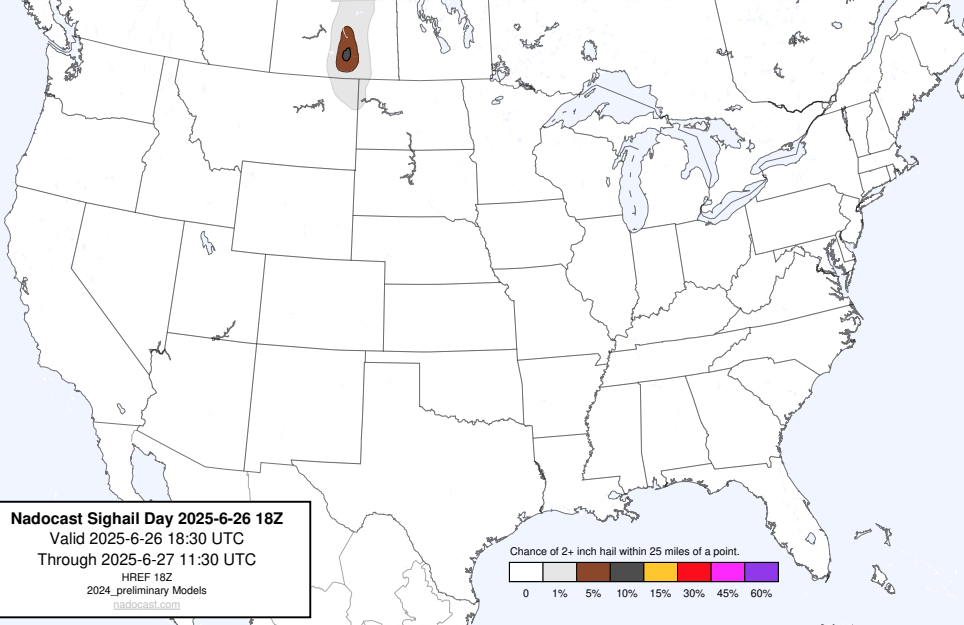 Nadocast Sighail Day 2025-6-26 18Z
Valid 2025-6-26 18:30 UTC
Through 2025-6-27 11:30 UTC
HREF 18Z
2024_preliminary Models
nadocast.com
Chance of 2+ inch hail within 25 miles of a point.
0 1% 5% 10% 15% 30% 45% 60%